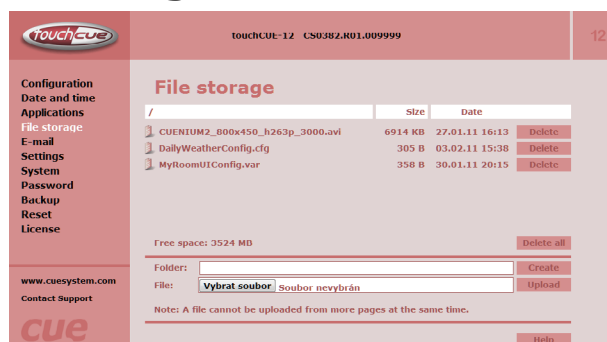 touchCUE
touchCUE-12 CS0382.R01.009999
12
Configuration
Date and time
Applications
File storage
E-mail
Settings
System
Password
Backup
Reset
License
www.cuesystem.com
Contact Support
cue
File storage
/ Size Date
CUENIUM2_800x450_h263p_3000.avi 6914 KB 27.01.11 16:13 Delete
DailyWeatherConfig.cfg 305 B 03.02.11 15:38 Delete
MyRoomUIConfig.var 358 B 30.01.11 20:15 Delete
Free space: 3524 MB Delete all
Folder: Create
File: Vybrat soubor Soubor nevybrán Upload
Note: A file cannot be uploaded from more pages at the same time.
Help